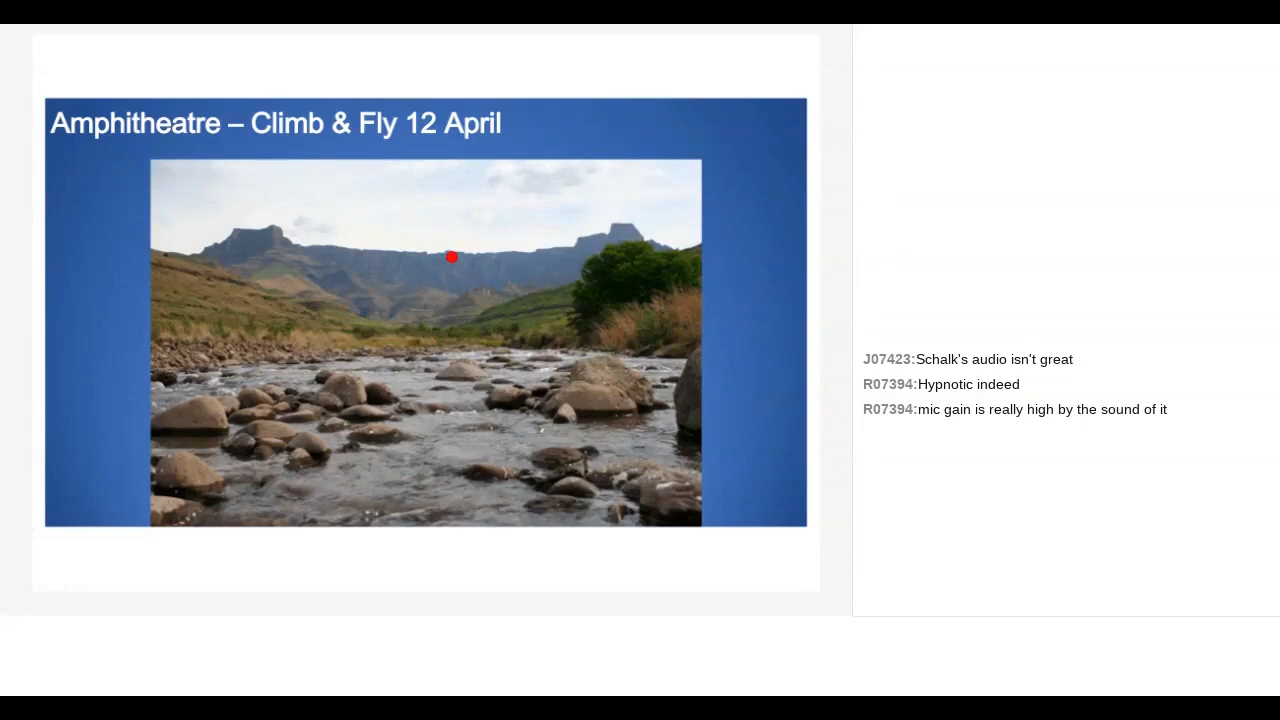 Amphitheatre – Climb & Fly 12 April
J07423:Schalk's audio isn't great
R07394:Hypnotic indeed
R07394:mic gain is really high by the sound of it